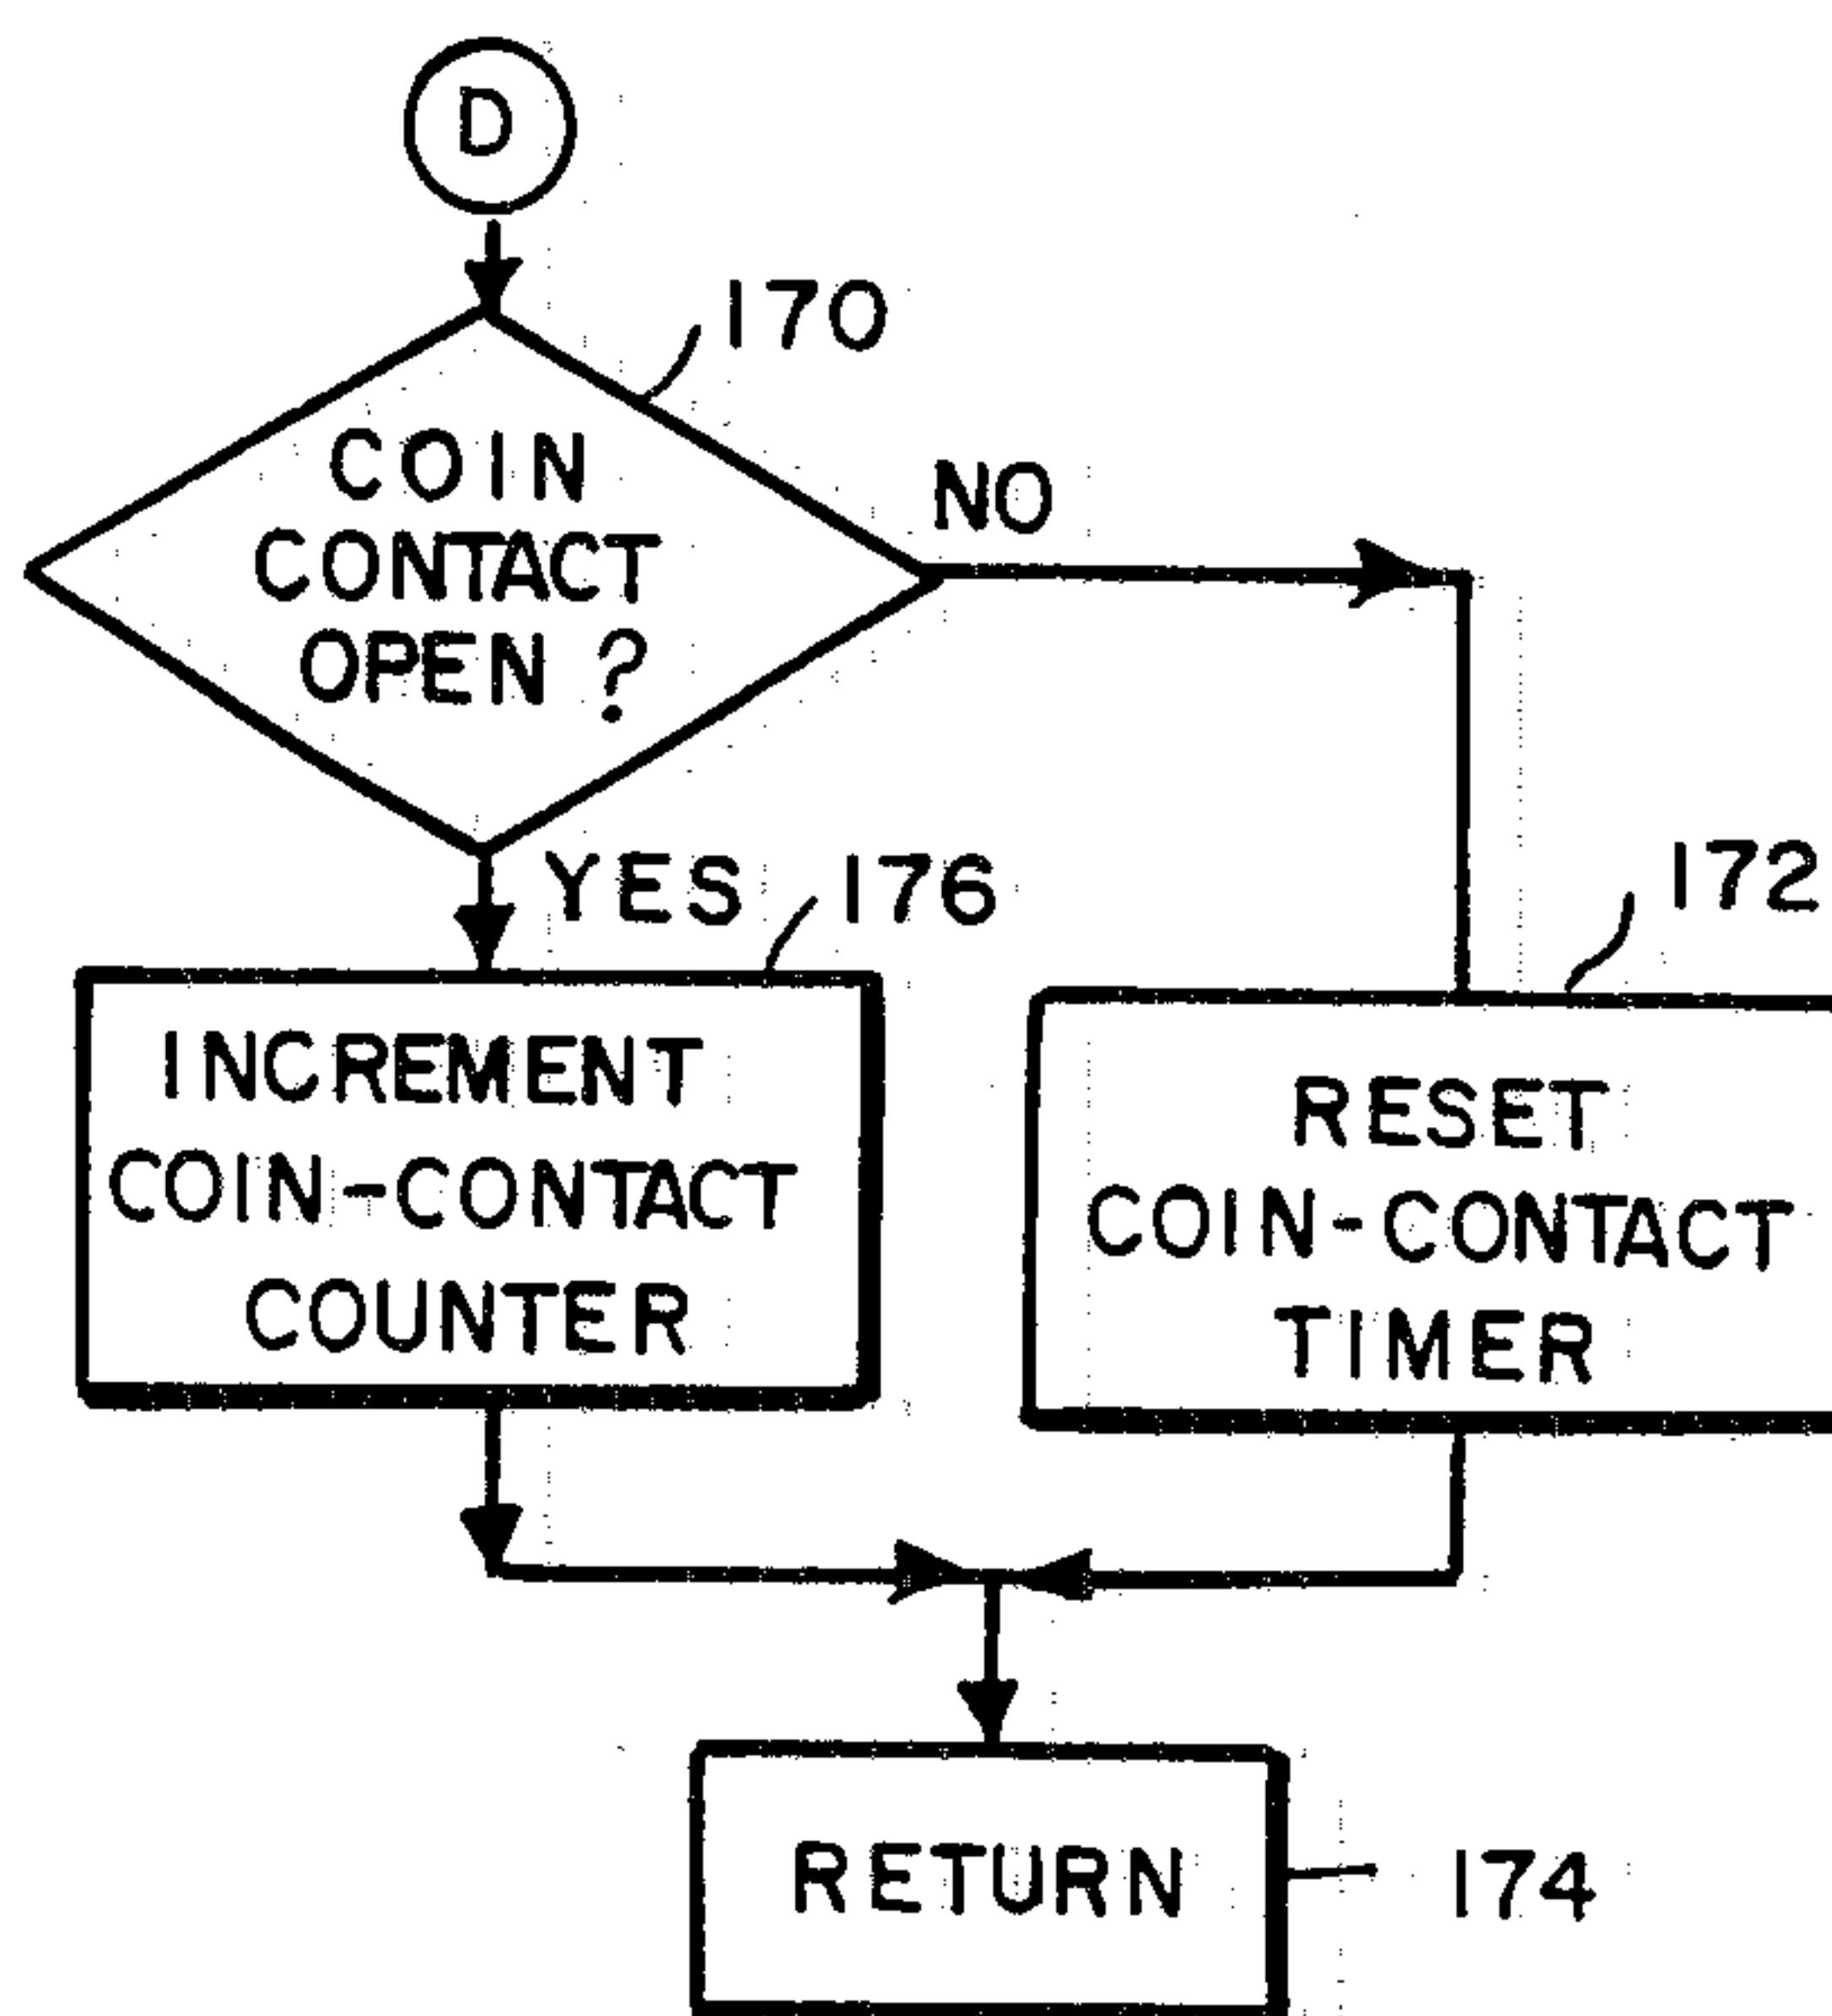 D
170
COIN
CONTACT
OPEN ?
NO
YES
176
172
INCREMENT
COIN-CONTACT
COUNTER
RESET
COIN-CONTACT
TIMER
RETURN
174